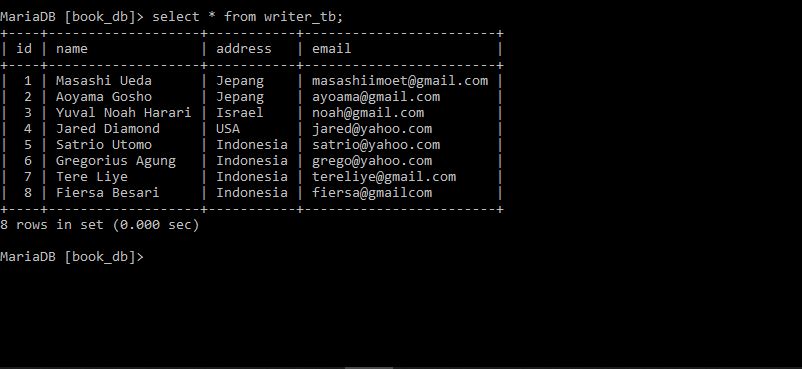 MariaDB [book_db]> select * from writer_tb;
+----+-------------------+-----------+------------------------+
| id | name              | address   | email                  |
+----+-------------------+-----------+------------------------+
|  1 | Masashi Ueda      | Jepang    | masashiimoet@gmail.com |
|  2 | Aoyama Gosho      | Jepang    | ayoama@gmail.com       |
|  3 | Yuval Noah Harari | Israel    | noah@gmail.com         |
|  4 | Jared Diamond     | USA       | jared@yahoo.com        |
|  5 | Satrio Utomo      | Indonesia | satrio@yahoo.com       |
|  6 | Gregorius Agung   | Indonesia | grego@yahoo.com        |
|  7 | Tere Liye         | Indonesia | tereliye@gmail.com     |
|  8 | Fiersa Besari     | Indonesia | fiersa@gmailcom        |
+----+-------------------+-----------+------------------------+
8 rows in set (0.000 sec)
MariaDB [book_db]>